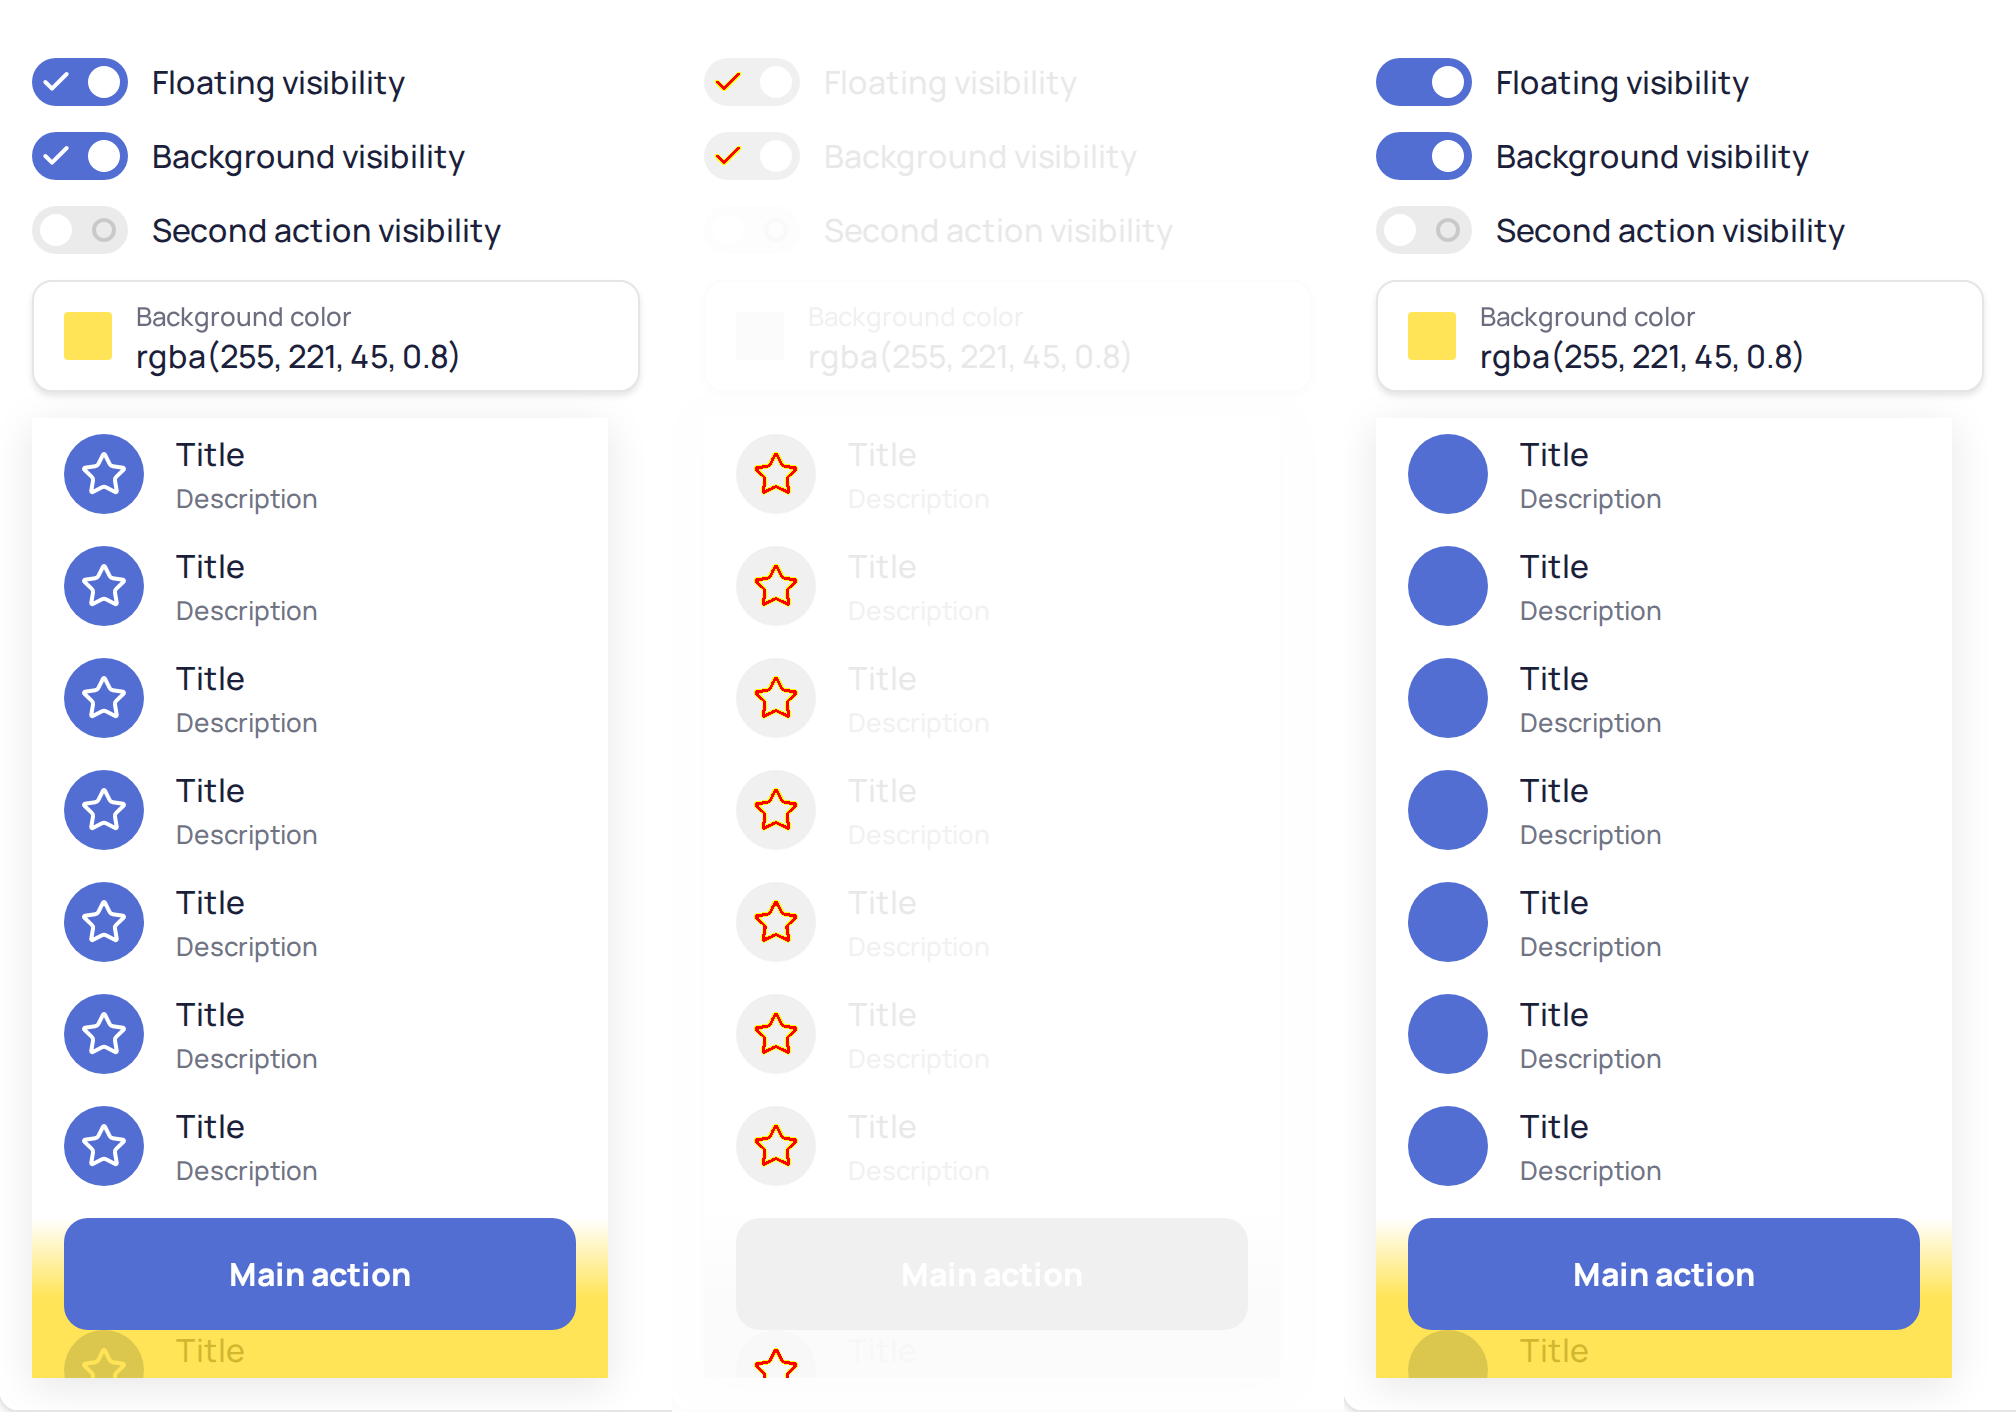 Floating visibility
Background visibility
Second action visibility
Background color
rgba(255, 221, 45, 0.8)
Title
Description
Title
Description
Title
Description
Title
Description
Title
Description
Title
Description
Title
Description
Main action
Title
Floating visibility
Background visibility
Second action visibility
Background color
rgba(255, 221, 45, 0.8)
Title
Description
Title
Description
Title
Description
Title
Description
Title
Description
Title
Description
Title
Description
Main action
Title
Floating visibility
Background visibility
Second action visibility
Background color
rgba(255, 221, 45, 0.8)
Title
Description
Title
Description
Title
Description
Title
Description
Title
Description
Title
Description
Title
Description
Main action
Title